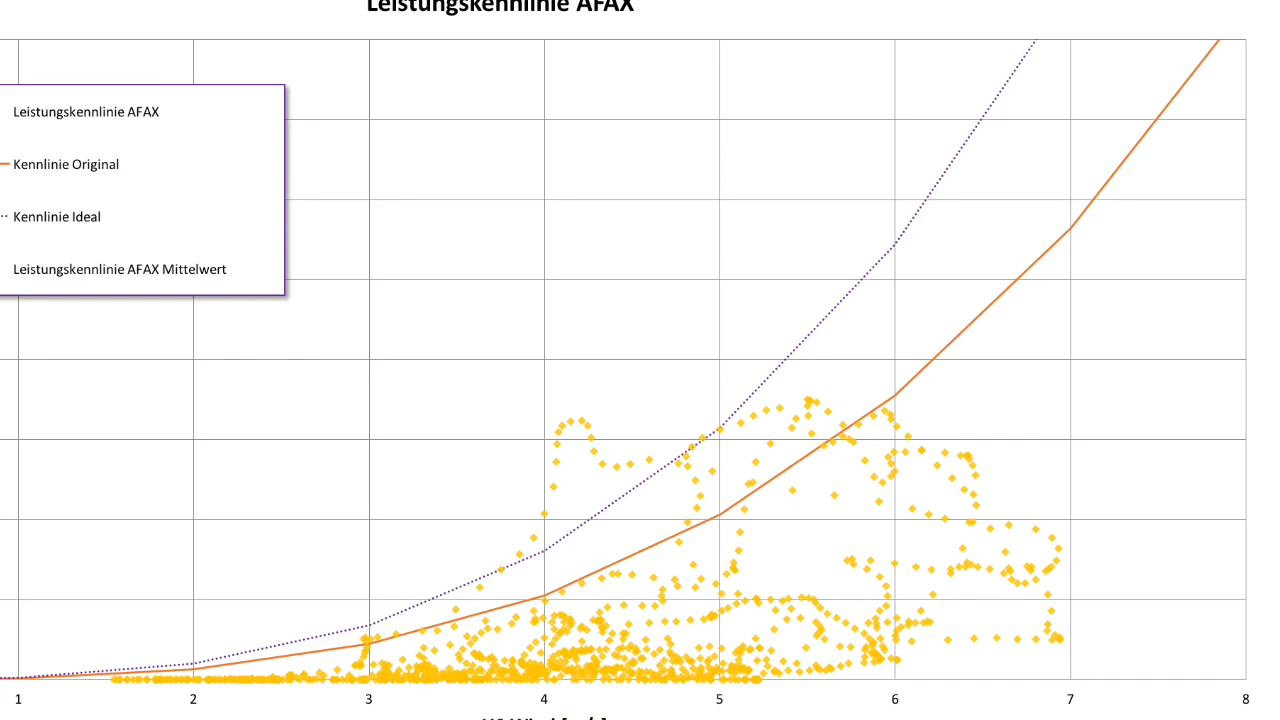 Leistungskennlinie AFAX
Leistungskennlinie AFAX
Kennlinie Original
Kennlinie Ideal
Leistungskennlinie AFAX Mittelwert
1 2 3 4 5 6 7 8